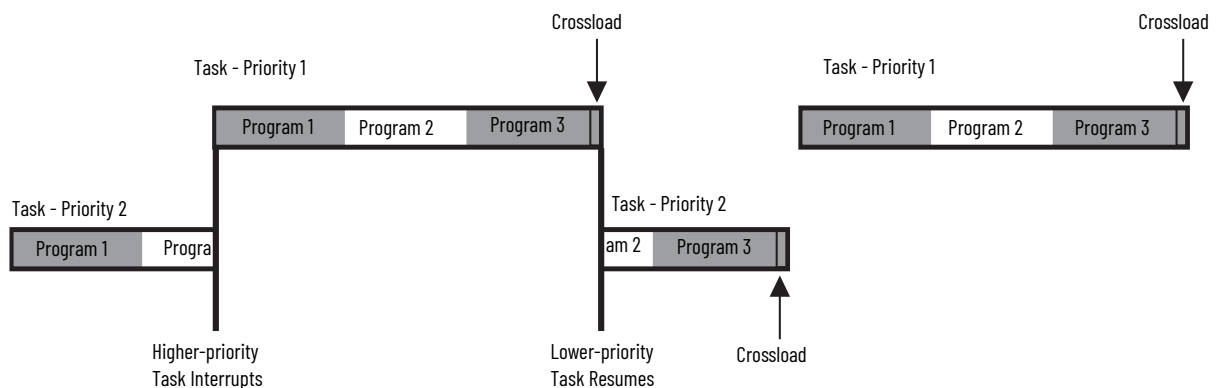 Crossload
Crossload
Task - Priority 1
Task - Priority 1
Program 1
Program 2
Program 3
Program 1
Program 2
Program 3
Task - Priority 2
Task - Priority 2
Program 1
Progra
am 2
Program 3
Higher-priority
Task Interrupts
Lower-priority
Task Resumes
Crossload